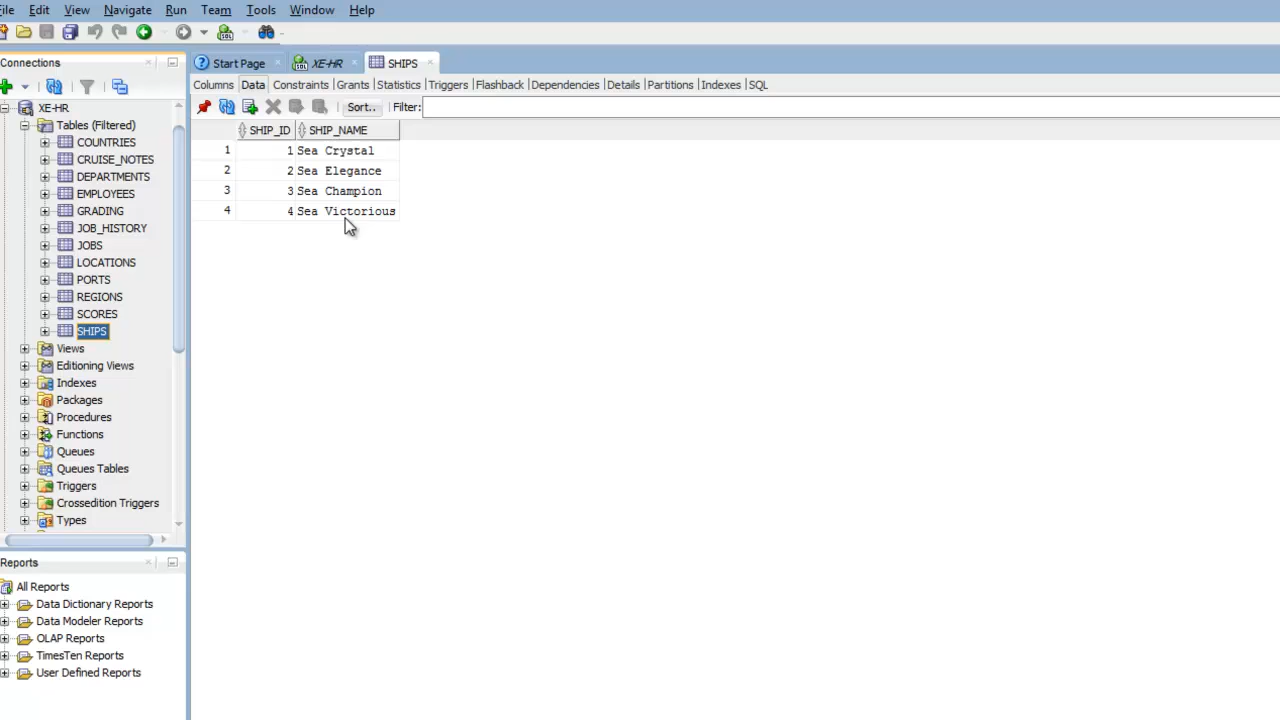 File Edit View Navigate Run Team Tools Window Help
Connections
Start Page XE-HR SHIPS
Columns Data Constraints Grants Statistics Triggers Flashback Dependencies Details Partitions Indexes SQL
Sort.. Filter:
XE-HR
Tables (Filtered)
COUNTRIES
CRUISE_NOTES
DEPARTMENTS
EMPLOYEES
GRADING
JOB_HISTORY
JOBS
LOCATIONS
PORTS
REGIONS
SCORES
SHIPS
Views
Editioning Views
Indexes
Packages
Procedures
Functions
Queues
Queues Tables
Triggers
Crossedition Triggers
Types
SHIP_ID SHIP_NAME
1 1 Sea Crystal
2 2 Sea Elegance
3 3 Sea Champion
4 4 Sea Victorious
Reports
All Reports
Data Dictionary Reports
Data Modeler Reports
OLAP Reports
TimesTen Reports
User Defined Reports